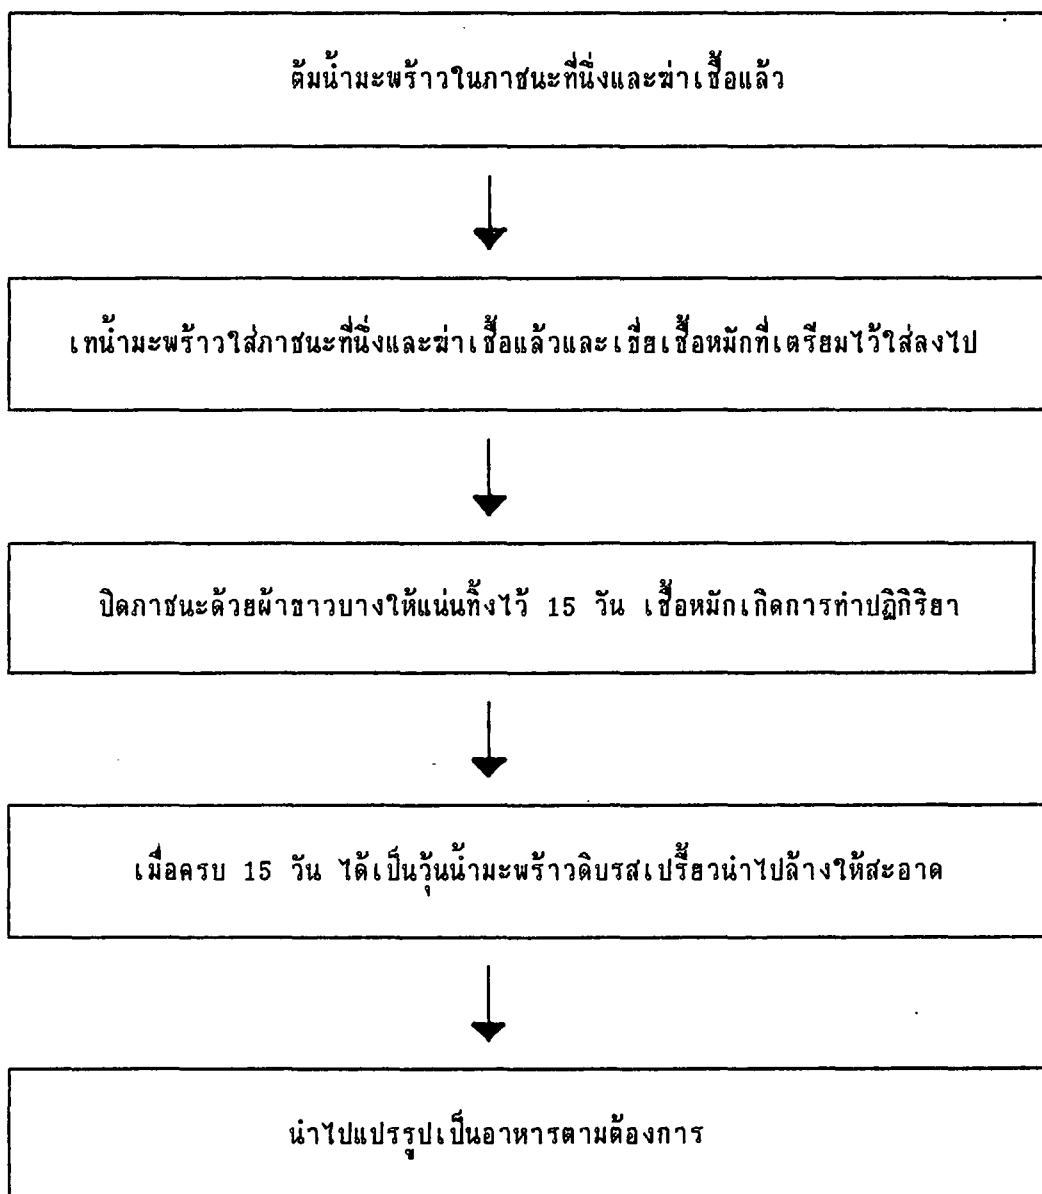 ต้มน้ำมะพร้าวในภาชนะที่นึ่งและฆ่าเชื้อแล้ว
เทน้ำมะพร้าวใส่ภาชนะที่นึ่งและฆ่าเชื้อแล้วและเขี่ยเชื้อหมักที่เตรียมไว้ใส่ลงไป
ปิดภาชนะด้วยผ้าขาวบางให้แน่นทิ้งไว้ 15 วัน เชื้อหมักเกิดการทำปฏิกิริยา
เมื่อครบ 15 วัน ได้เป็นวุ้นน้ำมะพร้าวดิบรสเปรี้ยวนำไปล้างให้สะอาด
นำไปแปรรูปเป็นอาหารตามต้องการ